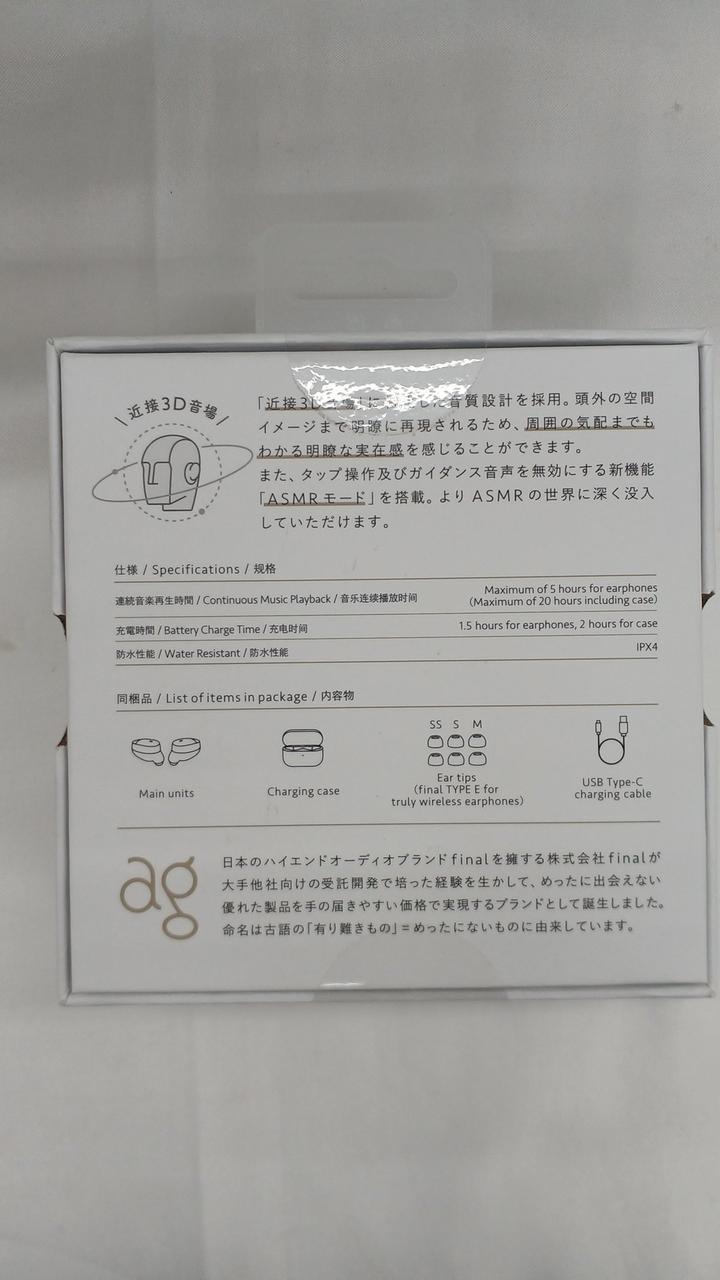 近接3D音場
「近接3D 音質設計を採用。頭外の空間
イメージまで明瞭に再現されるため、周囲の気配までも
わかる明瞭な実在感を感じることができます。
また、タップ操作及びガイダンス音声を無効にする新機能
「ASMRモード」を搭載。よりASMRの世界に深く没入
していただけます。
仕様 / Specifications / 规格
連続音楽再生時間 / Continuous Music Playback / 音乐连续播放时间 Maximum of 5 hours for earphones
(Maximum of 20 hours including case)
充電時間 / Battery Charge Time / 充电时间 1.5 hours for earphones, 2 hours for case
防水性能 / Water Resistant / 防水性能 IPX4
同梱品 / List of items in package / 内容物
SS S M
Main units
Charging case
Ear tips
(final TYPE E for
truly wireless earphones)
USB Type-C
charging cable
ag
日本のハイエンドオーディオブランドfinalを擁する株式会社finalが
大手他社向けの受託開発で培った経験を生かして、めったに出会えない
優れた製品を手の届きやすい価格で実現するブランドとして誕生しました。
命名は古語の「有り難きもの」=めったにないものに由来しています。